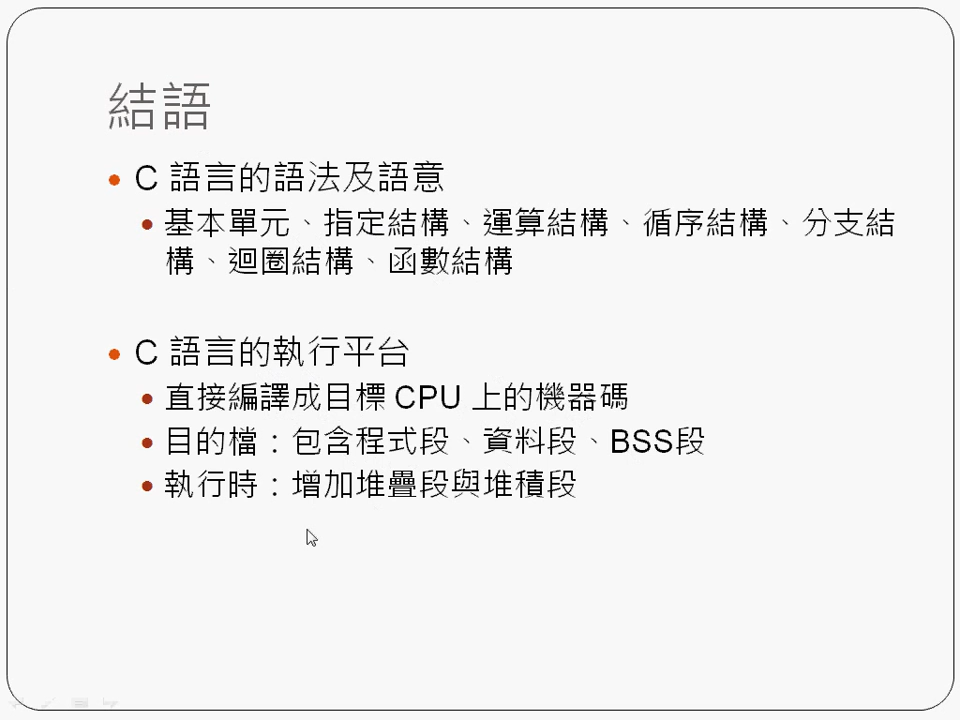 結語
• C 語言的語法及語意
• 基本單元、指定結構、運算結構、循序結構、分支結
構、迴圈結構、函數結構
• C 語言的執行平台
• 直接編譯成目標 CPU 上的機器碼
• 目的檔：包含程式段、資料段、BSS段
• 執行時：增加堆疊段與堆積段